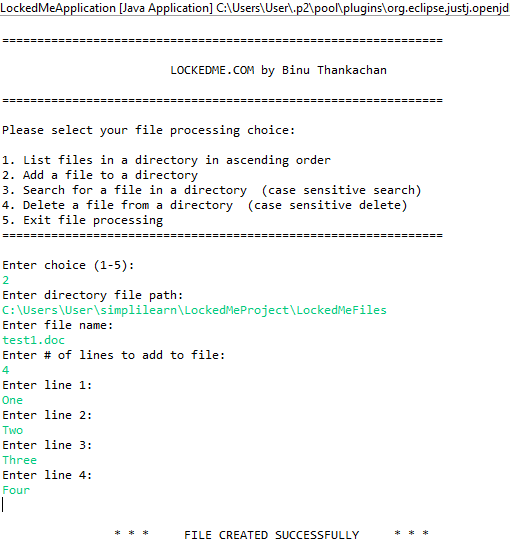 LockedMeApplication [Java Application] C:\Users\User\.p2\pool\plugins\org.eclipse.justj.openjd
===============================================================
LOCKEDME.COM by Binu Thankachan
===============================================================
Please select your file processing choice:
1. List files in a directory in ascending order
2. Add a file to a directory
3. Search for a file in a directory  (case sensitive search)
4. Delete a file from a directory  (case sensitive delete)
5. Exit file processing
===============================================================
Enter choice (1-5):
2
Enter directory file path:
C:\Users\User\simplilearn\LockedMeProject\LockedMeFiles
Enter file name:
test1.doc
Enter # of lines to add to file:
4
Enter line 1:
One
Enter line 2:
Two
Enter line 3:
Three
Enter line 4:
Four
* * *     FILE CREATED SUCCESSFULLY     * * *